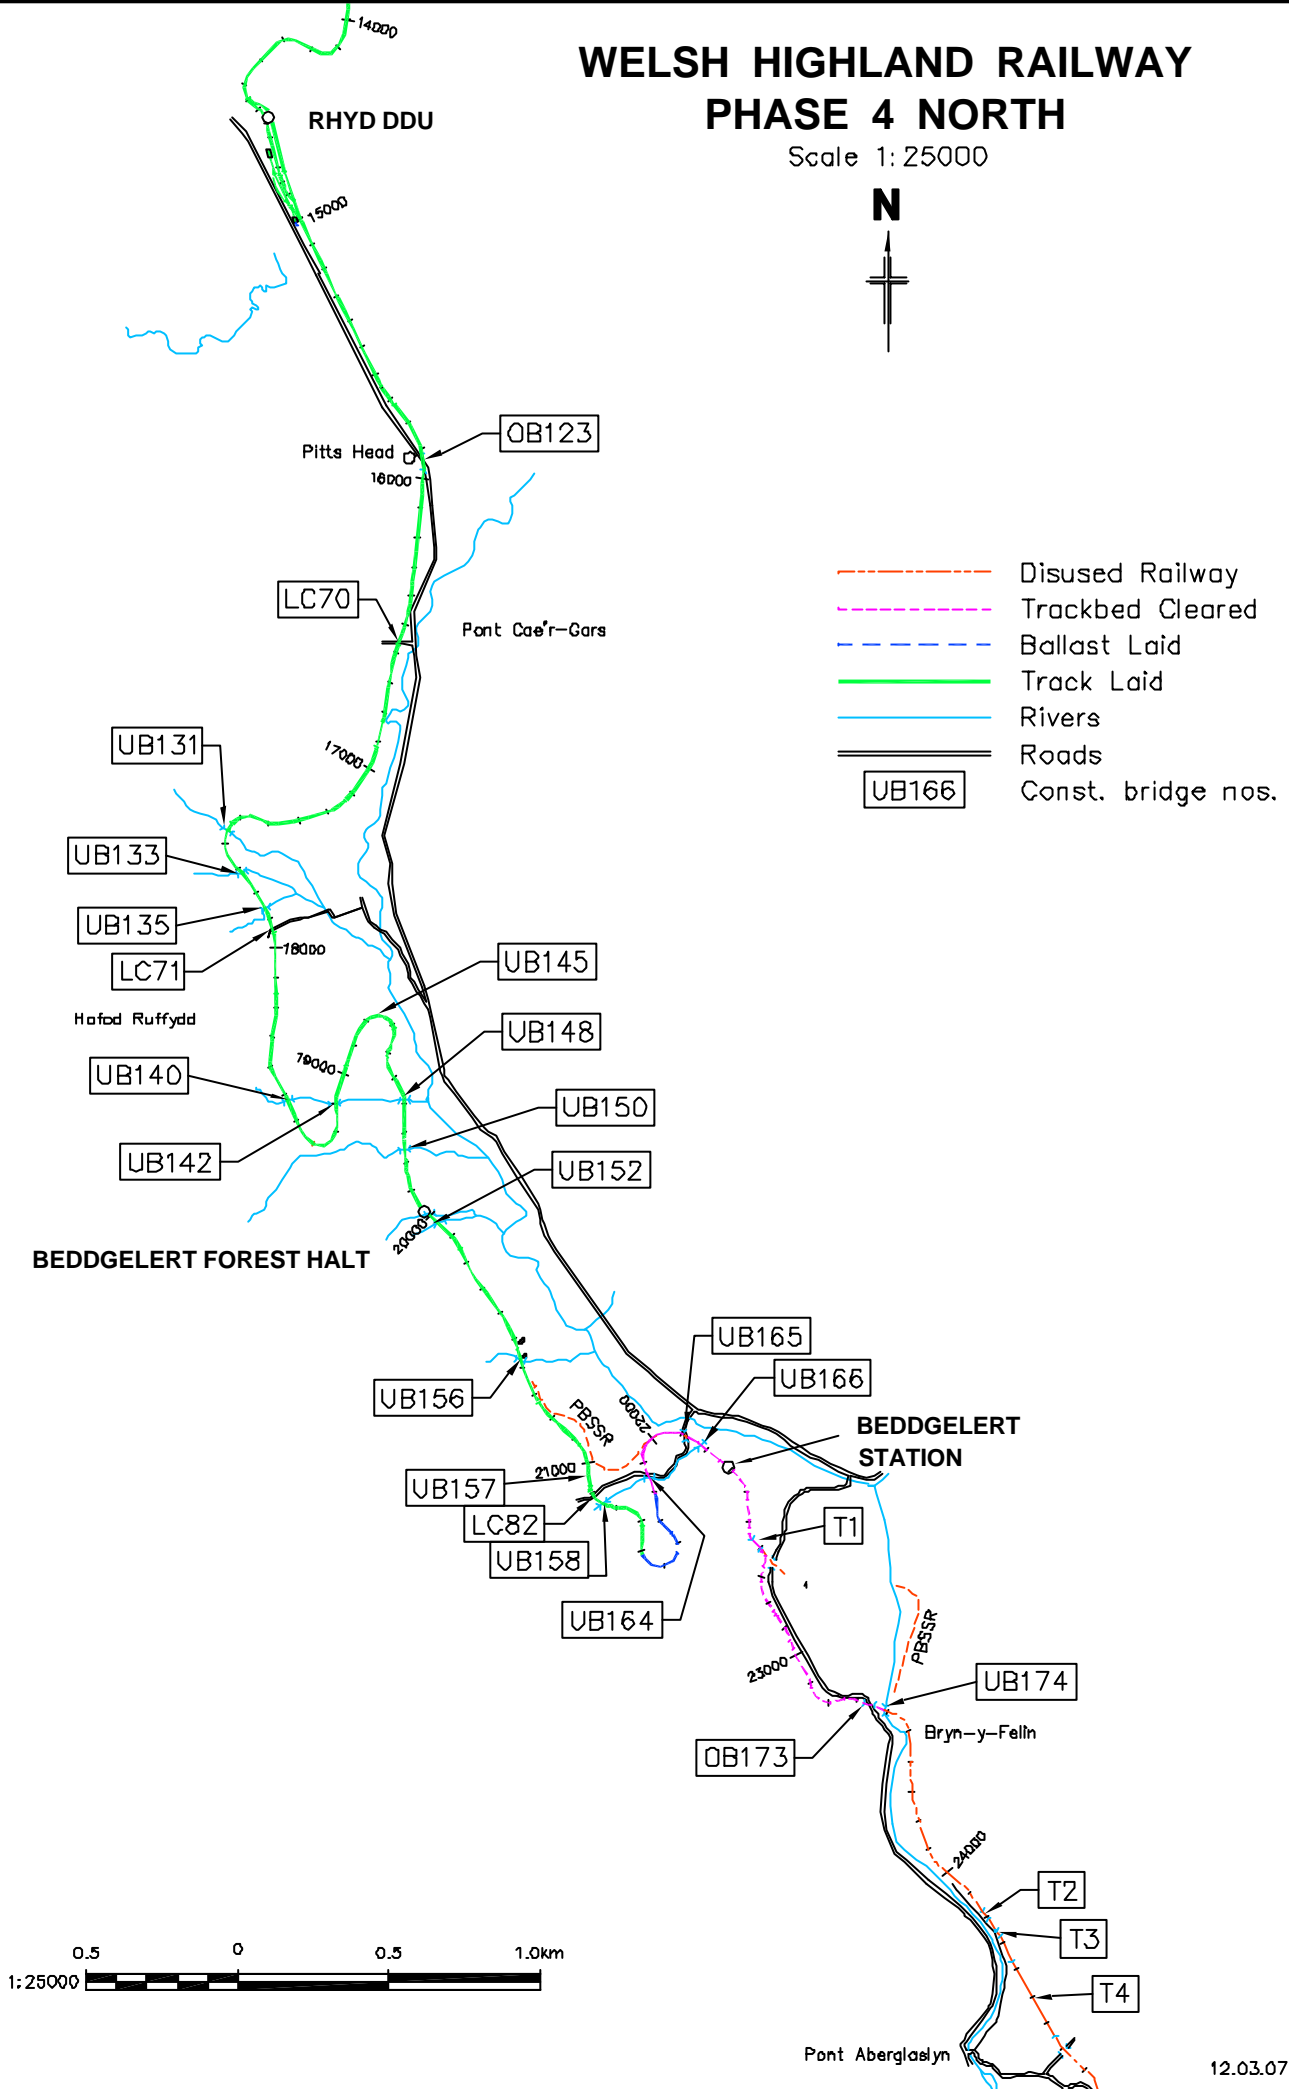 WELSH HIGHLAND RAILWAY
PHASE 4 NORTH
Scale 1:25000
N
14000
RHYD DDU
15000
OB123
Pitts Head
16000
LC70
Pont Cae'r-Gars
Disused Railway
Trackbed Cleared
Ballast Laid
Track Laid
Rivers
Roads
UB166 Const. bridge nos.
UB131
17000
UB133
UB135
18000
LC71
UB145
Hafod Ruffydd
UB148
19000
UB140
UB150
UB142
UB152
20000
BEDDGELERT FOREST HALT
UB165
UB166
UB156
PBSSR
22000
BEDDGELERT
STATION
21000
UB157
LC82
T1
UB158
UB164
PBSSR
23000
UB174
Bryn-y-Felin
OB173
24000
T2
T3
T4
0.5 0 0.5 1.0km
1:25000
Pont Aberglaslyn
12.03.07